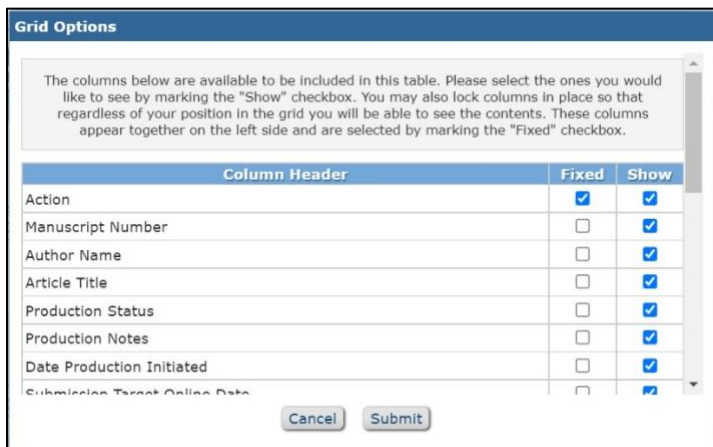 Grid Options
The columns below are available to be included in this table. Please select the ones you would
like to see by marking the "Show" checkbox. You may also lock columns in place so that
regardless of your position in the grid you will be able to see the contents. These columns
appear together on the left side and are selected by marking the "Fixed" checkbox.
Column Header Fixed Show
Action
Manuscript Number
Author Name
Article Title
Production Status
Production Notes
Date Production Initiated
Submission Target Online Date
Cancel Submit